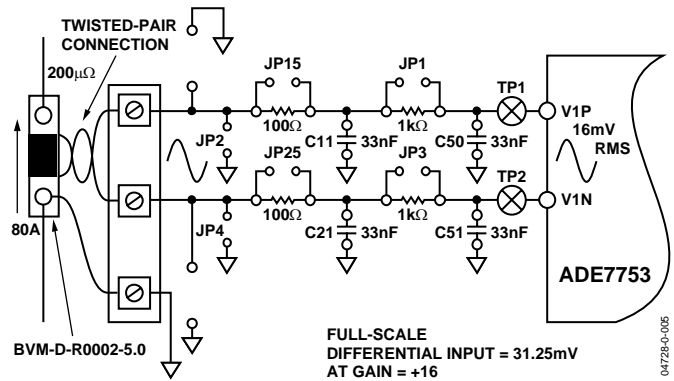 TWISTED-PAIR
CONNECTION
200μΩ
JP15
JP1
TP1
V1P
100Ω
C11
33nF
1kΩ
C50
33nF
16mV
RMS
JP2
JP25
JP3
TP2
V1N
100Ω
C21
33nF
1kΩ
C51
33nF
80A
JP4
ADE7753
BVM-D-R0002-5.0
FULL-SCALE
DIFFERENTIAL INPUT = 31.25mV
AT GAIN = +16
04728-0-005